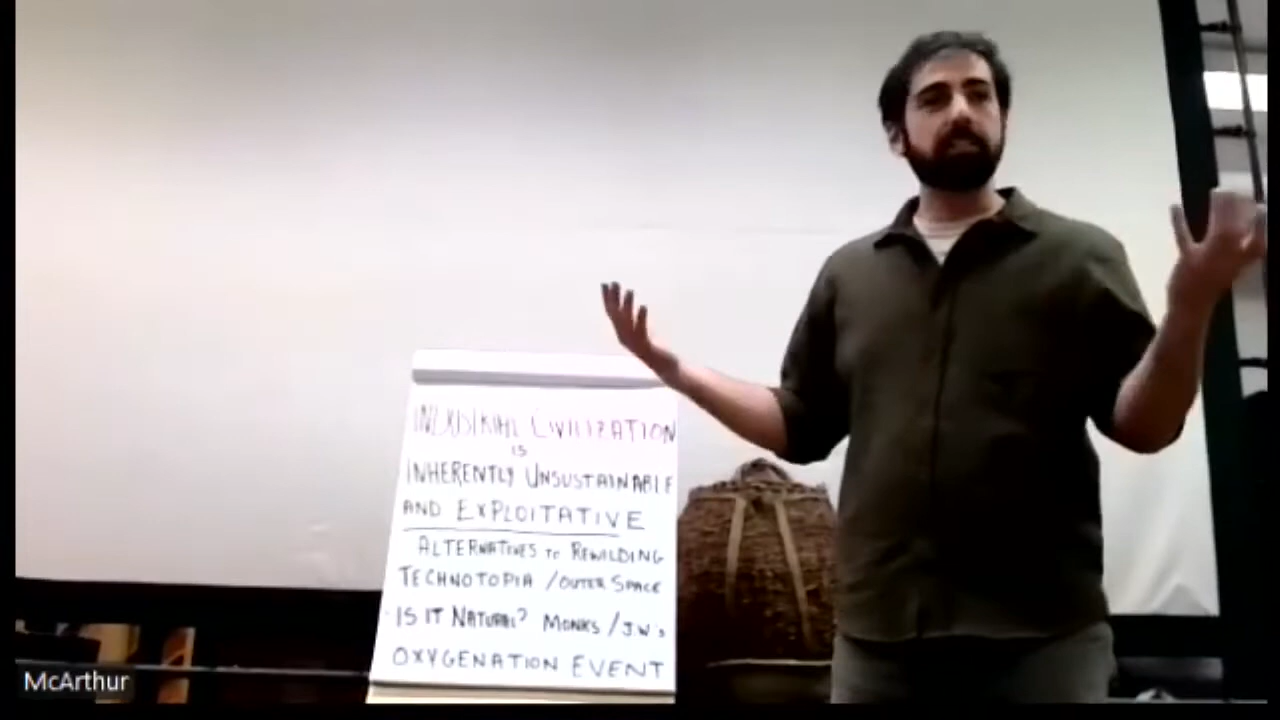 INDUSTRIAL CIVILIZATION
IS
INHERENTLY UNSUSTAINABLE
AND EXPLOITATIVE
ALTERNATIVES to REWILDING
TECHNOTOPIA / OUTER SPACE
- IS IT NATURAL? MONKS / J.W.'s
OXYGENATION EVENT
McArthur